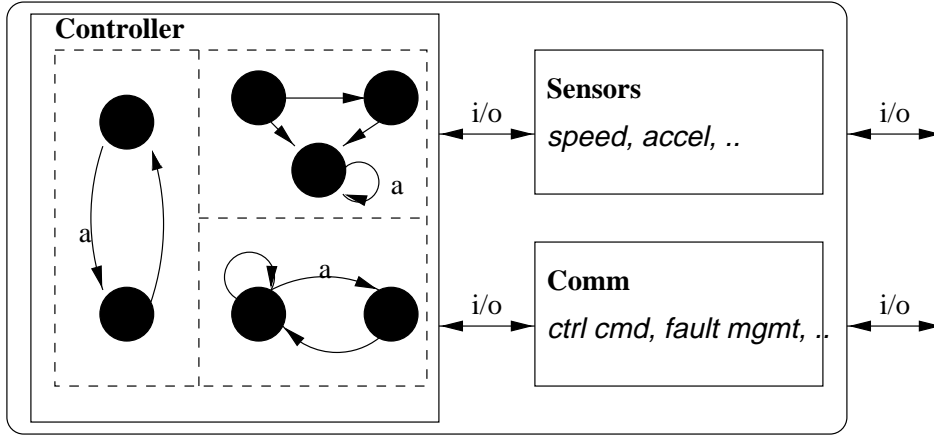 Controller
a
a
a
i/o
Sensors
speed, accel, ..
i/o
i/o
Comm
ctrl cmd, fault mgmt, ..
i/o